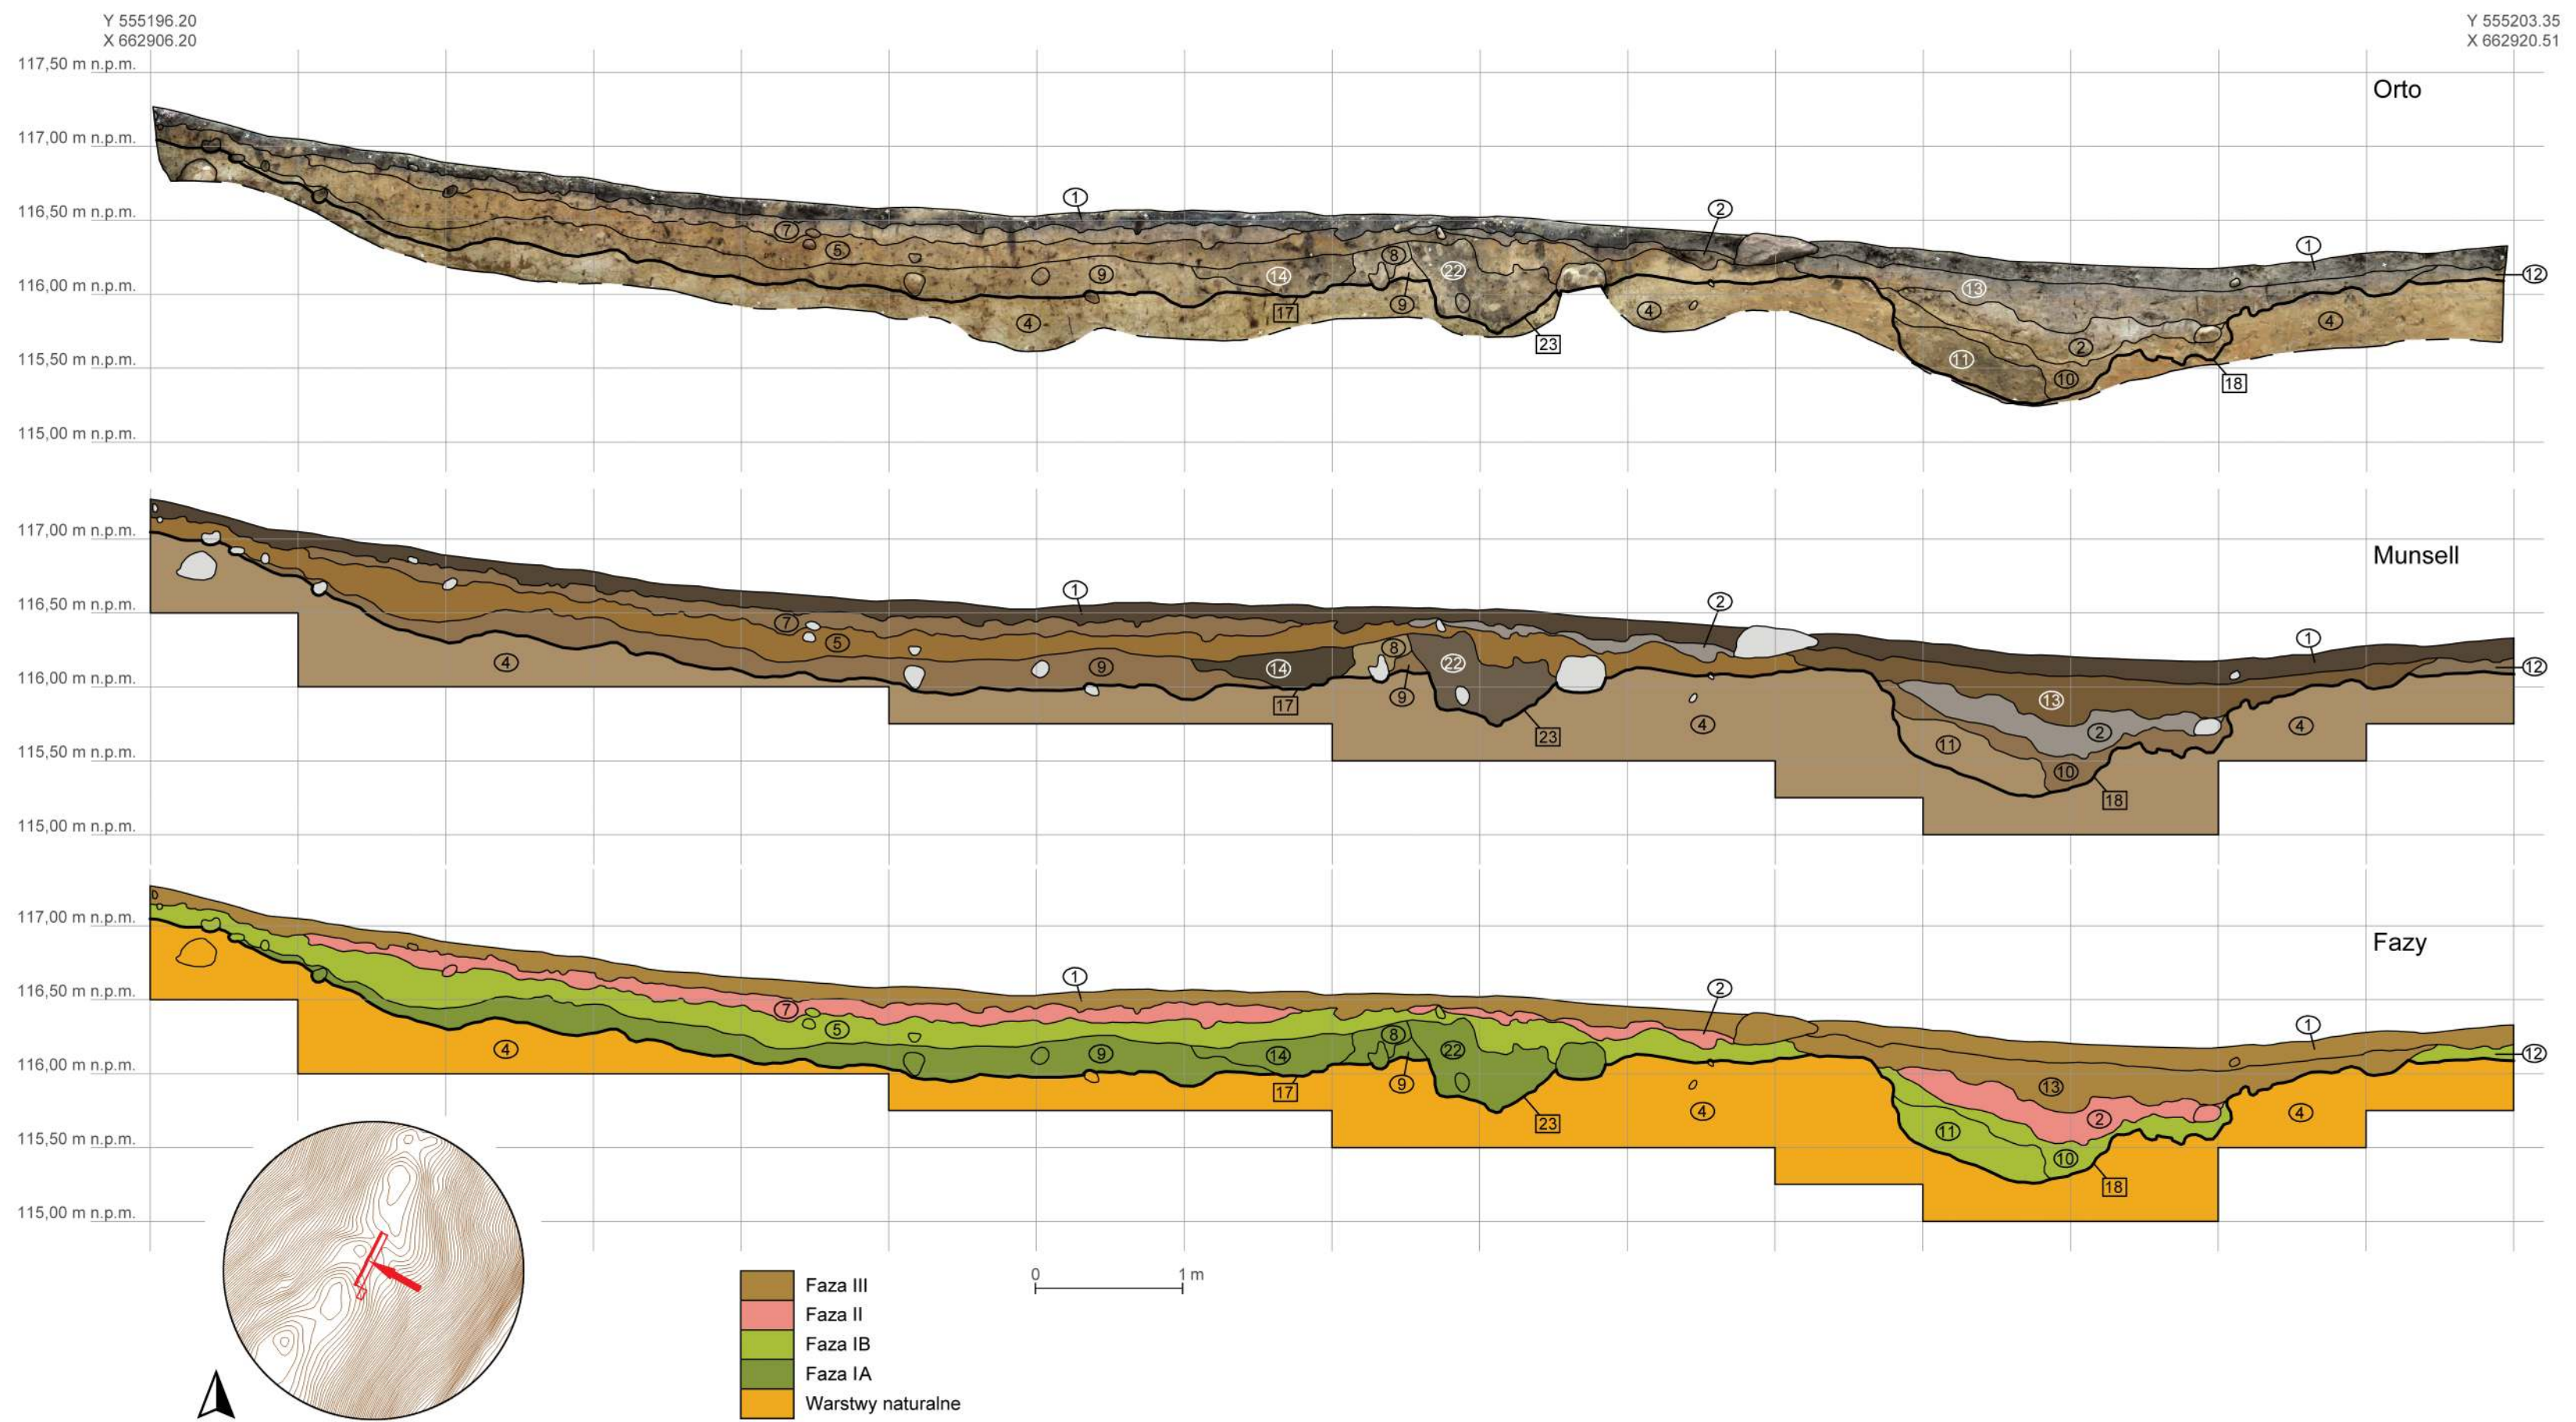 Y 555196.20
X 662906.20
Y 555203.35
X 662920.51
117,50 m n.p.m.
Orto
117,00 m n.p.m.
116,50 m n.p.m.
116,00 m n.p.m.
115,50 m n.p.m.
115,00 m n.p.m.
1
2
7
5
8
22
1
12
9
14
13
17
9
4
4
4
23
2
11
10
18
Munsell
117,00 m n.p.m.
116,50 m n.p.m.
116,00 m n.p.m.
115,50 m n.p.m.
115,00 m n.p.m.
1
2
7
5
8
1
4
9
14
22
12
17
9
13
23
4
2
4
11
10
18
Fazy
117,00 m n.p.m.
116,50 m n.p.m.
116,00 m n.p.m.
115,50 m n.p.m.
115,00 m n.p.m.
1
2
7
5
8
1
4
9
14
22
12
17
9
13
23
4
2
4
11
10
18
0 1 m
Faza III
Faza II
Faza IB
Faza IA
Warstwy naturalne